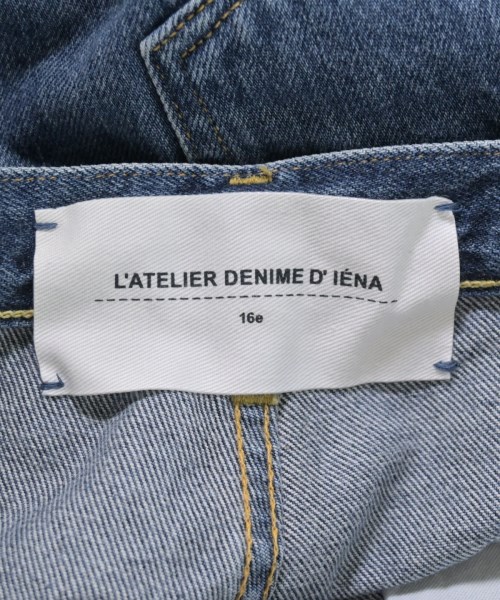 L'ATELIER DENIME D' IÉNA
16e